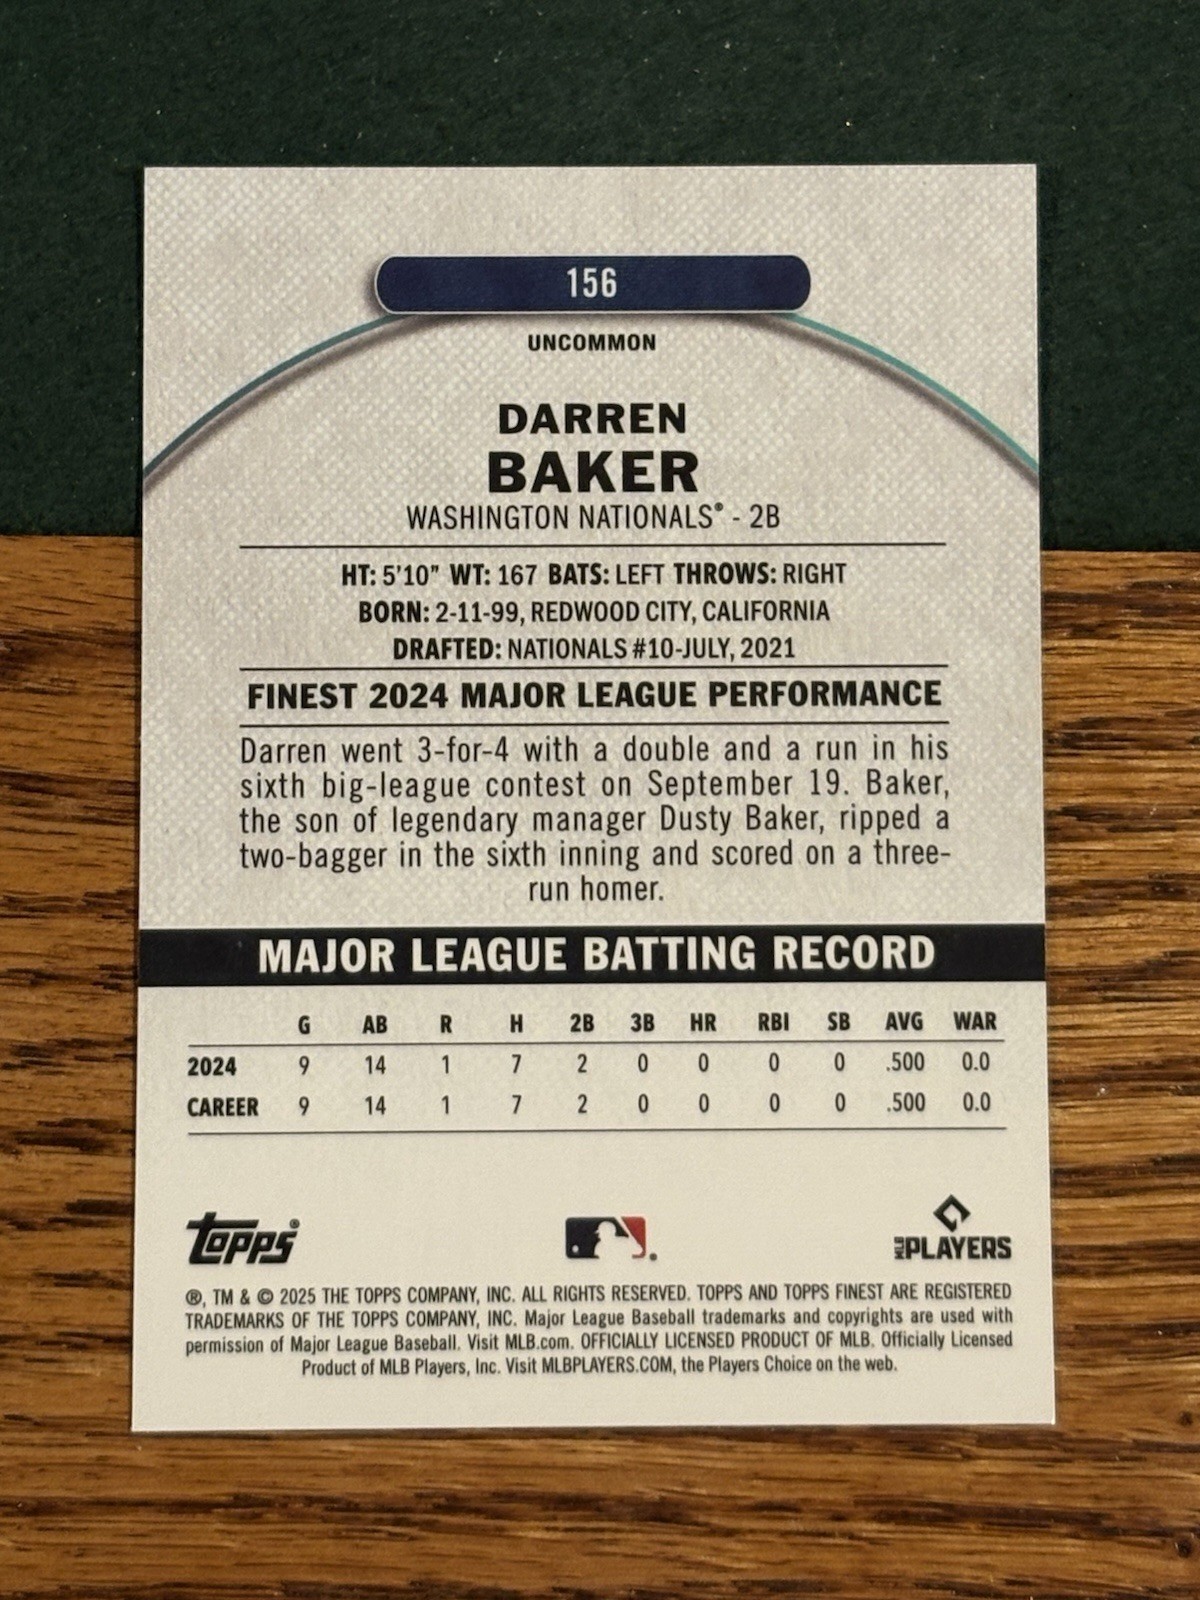 156
UNCOMMON
DARREN
BAKER
WASHINGTON NATIONALS® - 2B
HT: 5'10" WT: 167 BATS: LEFT THROWS: RIGHT
BORN: 2-11-99, REDWOOD CITY, CALIFORNIA
DRAFTED: NATIONALS #10-JULY, 2021
FINEST 2024 MAJOR LEAGUE PERFORMANCE
Darren went 3-for-4 with a double and a run in his
sixth big-league contest on September 19. Baker,
the son of legendary manager Dusty Baker, ripped a
two-bagger in the sixth inning and scored on a three-
run homer.
MAJOR LEAGUE BATTING RECORD
G AB R H 2B 3B HR RBI SB AVG WAR
2024 9 14 1 7 2 0 0 0 0 .500 0.0
CAREER 9 14 1 7 2 0 0 0 0 .500 0.0
Topps® MLB PLAYERS
®, TM & © 2025 THE TOPPS COMPANY, INC. ALL RIGHTS RESERVED. TOPPS AND TOPPS FINEST ARE REGISTERED
TRADEMARKS OF THE TOPPS COMPANY, INC. Major League Baseball trademarks and copyrights are used with
permission of Major League Baseball. Visit MLB.com. OFFICIALLY LICENSED PRODUCT OF MLB. Officially Licensed
Product of MLB Players, Inc. Visit MLBPLAYERS.COM, the Players Choice on the web.